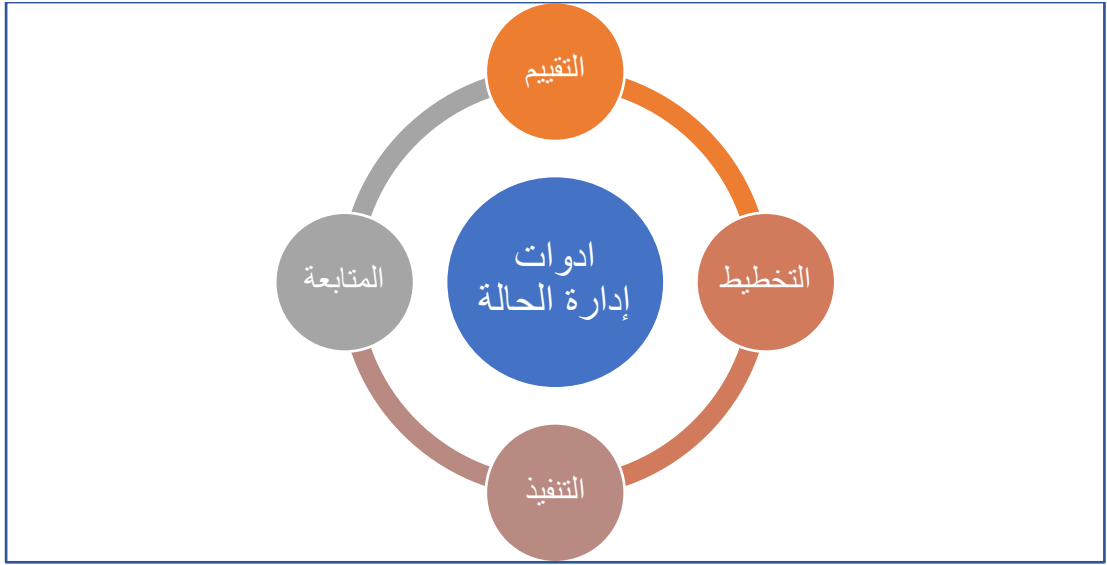 التقييم
ادوات
إدارة الحالة
التخطيط
المتابعة
التنفيذ